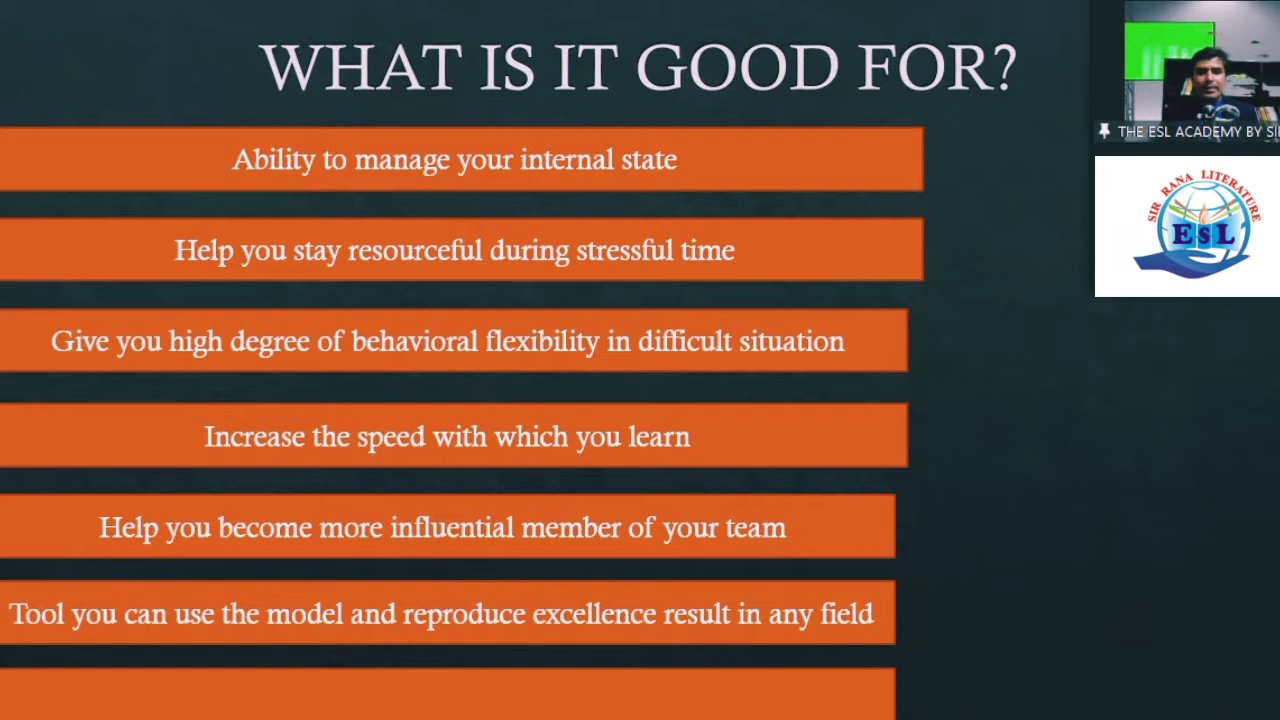 WHAT IS IT GOOD FOR?
Ability to manage your internal state
Help you stay resourceful during stressful time
Give you high degree of behavioral flexibility in difficult situation
Increase the speed with which you learn
Help you become more influential member of your team
Tool you can use the model and reproduce excellence result in any field
THE ESL ACADEMY BY
SIR RANA LITERATURE
EsL